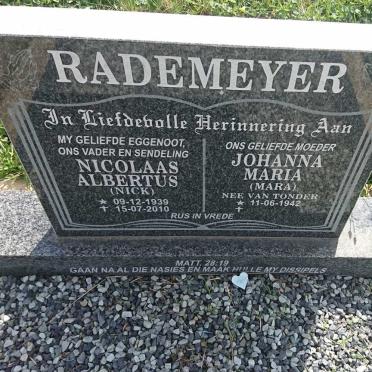 RADEMEYER
In Liefdevolle Herinnering Aan
MY GELIEFDE EGGENOOT,
ONS VADER EN SENDELING
NICOLAAS
ALBERTUS
(NICK)
★ 09-12-1939
✝ 15-07-2010
ONS GELIEFDE MOEDER
JOHANNA
MARIA
(MARA)
NEE VAN TONDER
★ 11-06-1942
✝
RUS IN VREDE
MATT. 28:19
GAAN NA AL DIE NASIES EN MAAK HULLE MY DISSIPELS